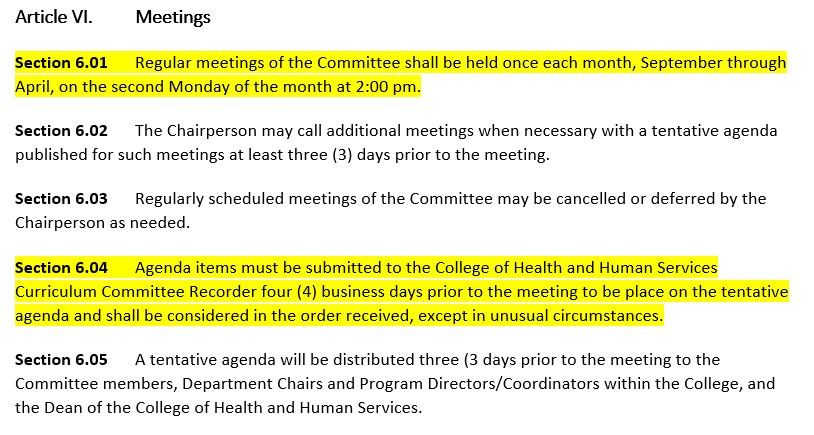 Article VI. Meetings
Section 6.01 Regular meetings of the Committee shall be held once each month, September through
April, on the second Monday of the month at 2:00 pm.
Section 6.02 The Chairperson may call additional meetings when necessary with a tentative agenda
published for such meetings at least three (3) days prior to the meeting.
Section 6.03 Regularly scheduled meetings of the Committee may be cancelled or deferred by the
Chairperson as needed.
Section 6.04 Agenda items must be submitted to the College of Health and Human Services
Curriculum Committee Recorder four (4) business days prior to the meeting to be place on the tentative
agenda and shall be considered in the order received, except in unusual circumstances.
Section 6.05 A tentative agenda will be distributed three (3 days prior to the meeting to the
Committee members, Department Chairs and Program Directors/Coordinators within the College, and
the Dean of the College of Health and Human Services.